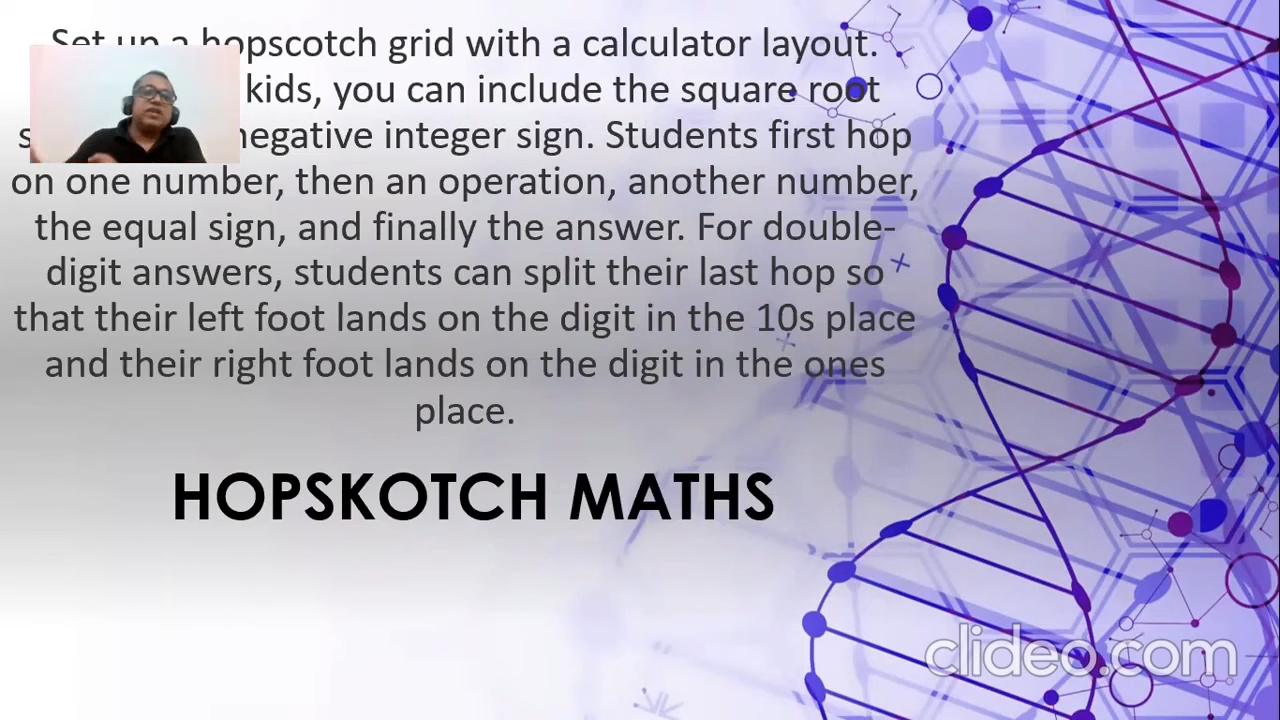 Set up a hopscotch grid with a calculator layout.
kids, you can include the square root
negative integer sign. Students first hop
on one number, then an operation, another number,
the equal sign, and finally the answer. For double-
digit answers, students can split their last hop so
that their left foot lands on the digit in the 10s place
and their right foot lands on the digit in the ones
place.
HOPSKOTCH MATHS
clideo.com